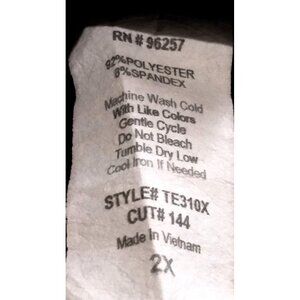 RN # 96257
92%POLYESTER
8%SPANDEX
Machine Wash Cold
With Like Colors
Gentle Cycle
Do Not Bleach
Tumble Dry Low
Cool Iron If Needed
STYLE# TE310X
CUT# 144
Made In Vietnam
2X